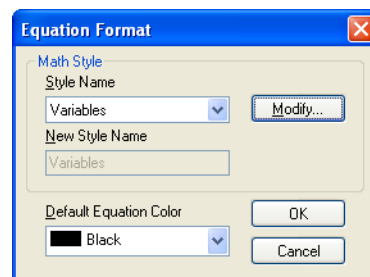 Equation Format
Math Style
Style Name
Variables
Modify...
New Style Name
Variables
Default Equation Color
OK
Black
Cancel